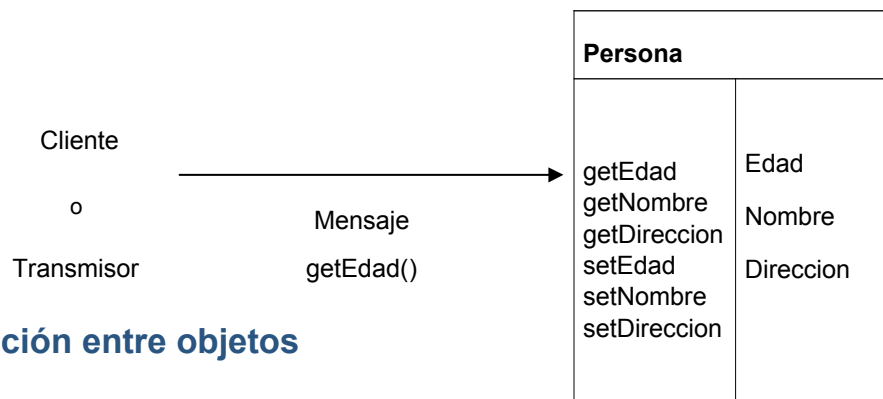 Persona
Cliente
o
Transmisor
Mensaje
getEdad()
getEdad
getNombre
getDireccion
setEdad
setNombre
setDireccion
Edad
Nombre
Direccion
ción entre objetos